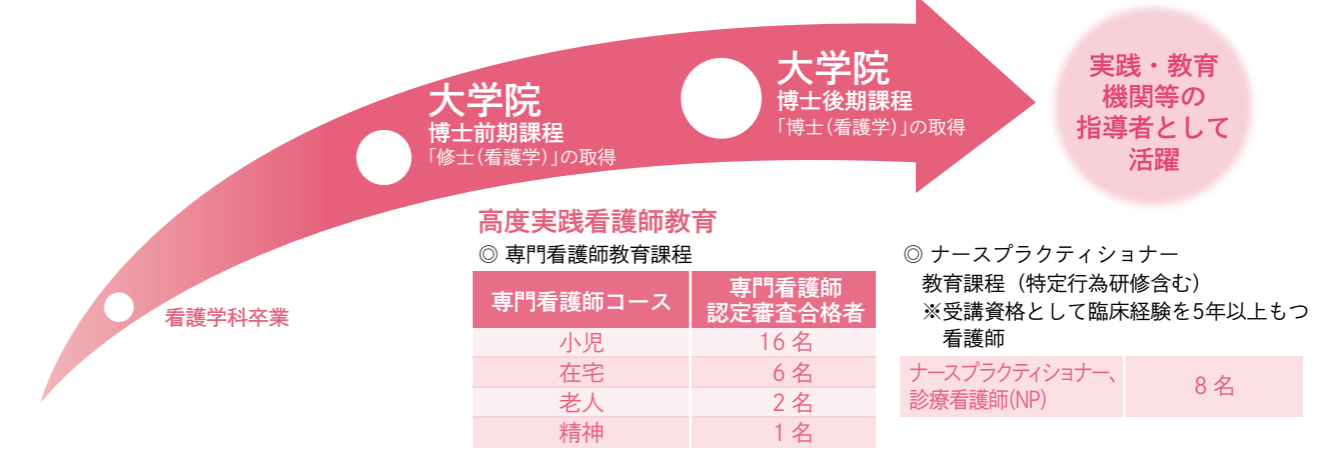 大学院
博士前期課程
「修士(看護学)」の取得
大学院
博士後期課程
「博士(看護学)」の取得
実践・教育
機関等の
指導者として
活躍
看護学科卒業
高度実践看護師教育
◎ 専門看護師教育課程
専門看護師コース 専門看護師認定審査合格者
小児 16 名
在宅 6 名
老人 2 名
精神 1 名
◎ ナースプラクティショナー
教育課程（特定行為研修含む）
※受講資格として臨床経験を5年以上もつ
看護師
ナースプラクティショナー、
診療看護師(NP)
8 名